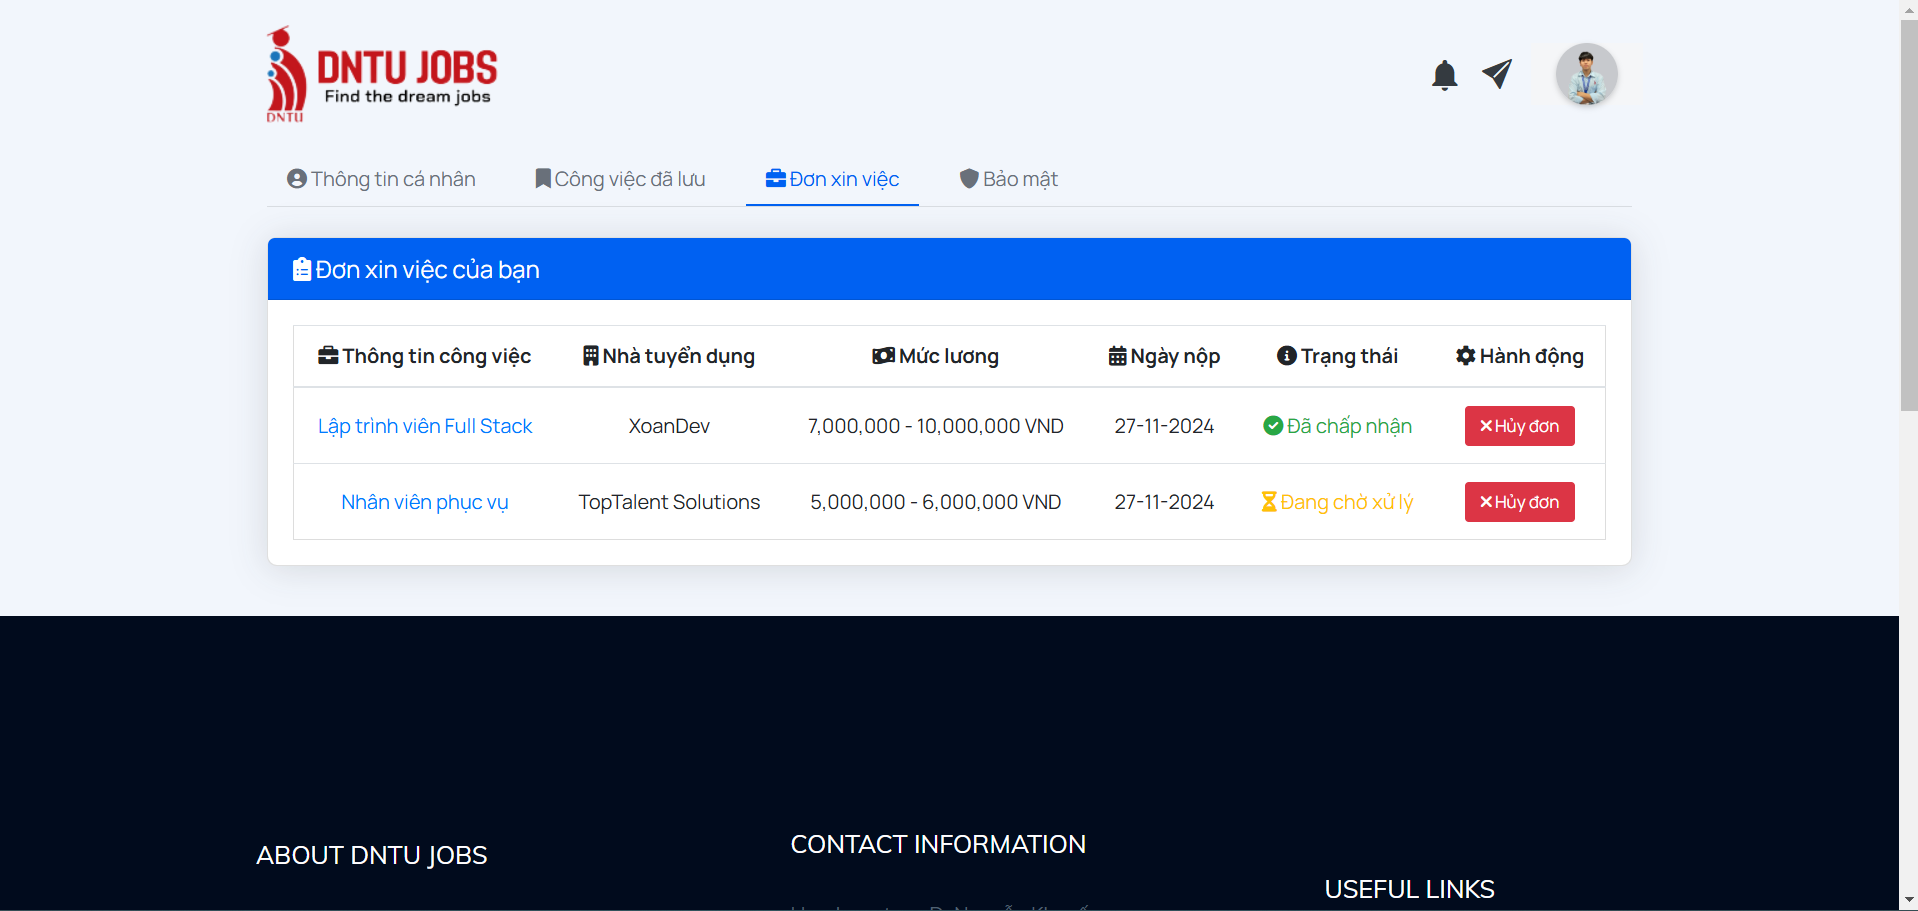 DNTU JOBS
Find the dream jobs
DNTU
Thông tin cá nhân Công việc đã lưu Đơn xin việc Bảo mật
Đơn xin việc của bạn
Thông tin công việc Nhà tuyển dụng Mức lương Ngày nộp Trạng thái Hành động
Lập trình viên Full Stack XoanDev 7,000,000 - 10,000,000 VND 27-11-2024 Đã chấp nhận Hủy đơn
Nhân viên phục vụ TopTalent Solutions 5,000,000 - 6,000,000 VND 27-11-2024 Đang chờ xử lý Hủy đơn
CONTACT INFORMATION
ABOUT DNTU JOBS
USEFUL LINKS